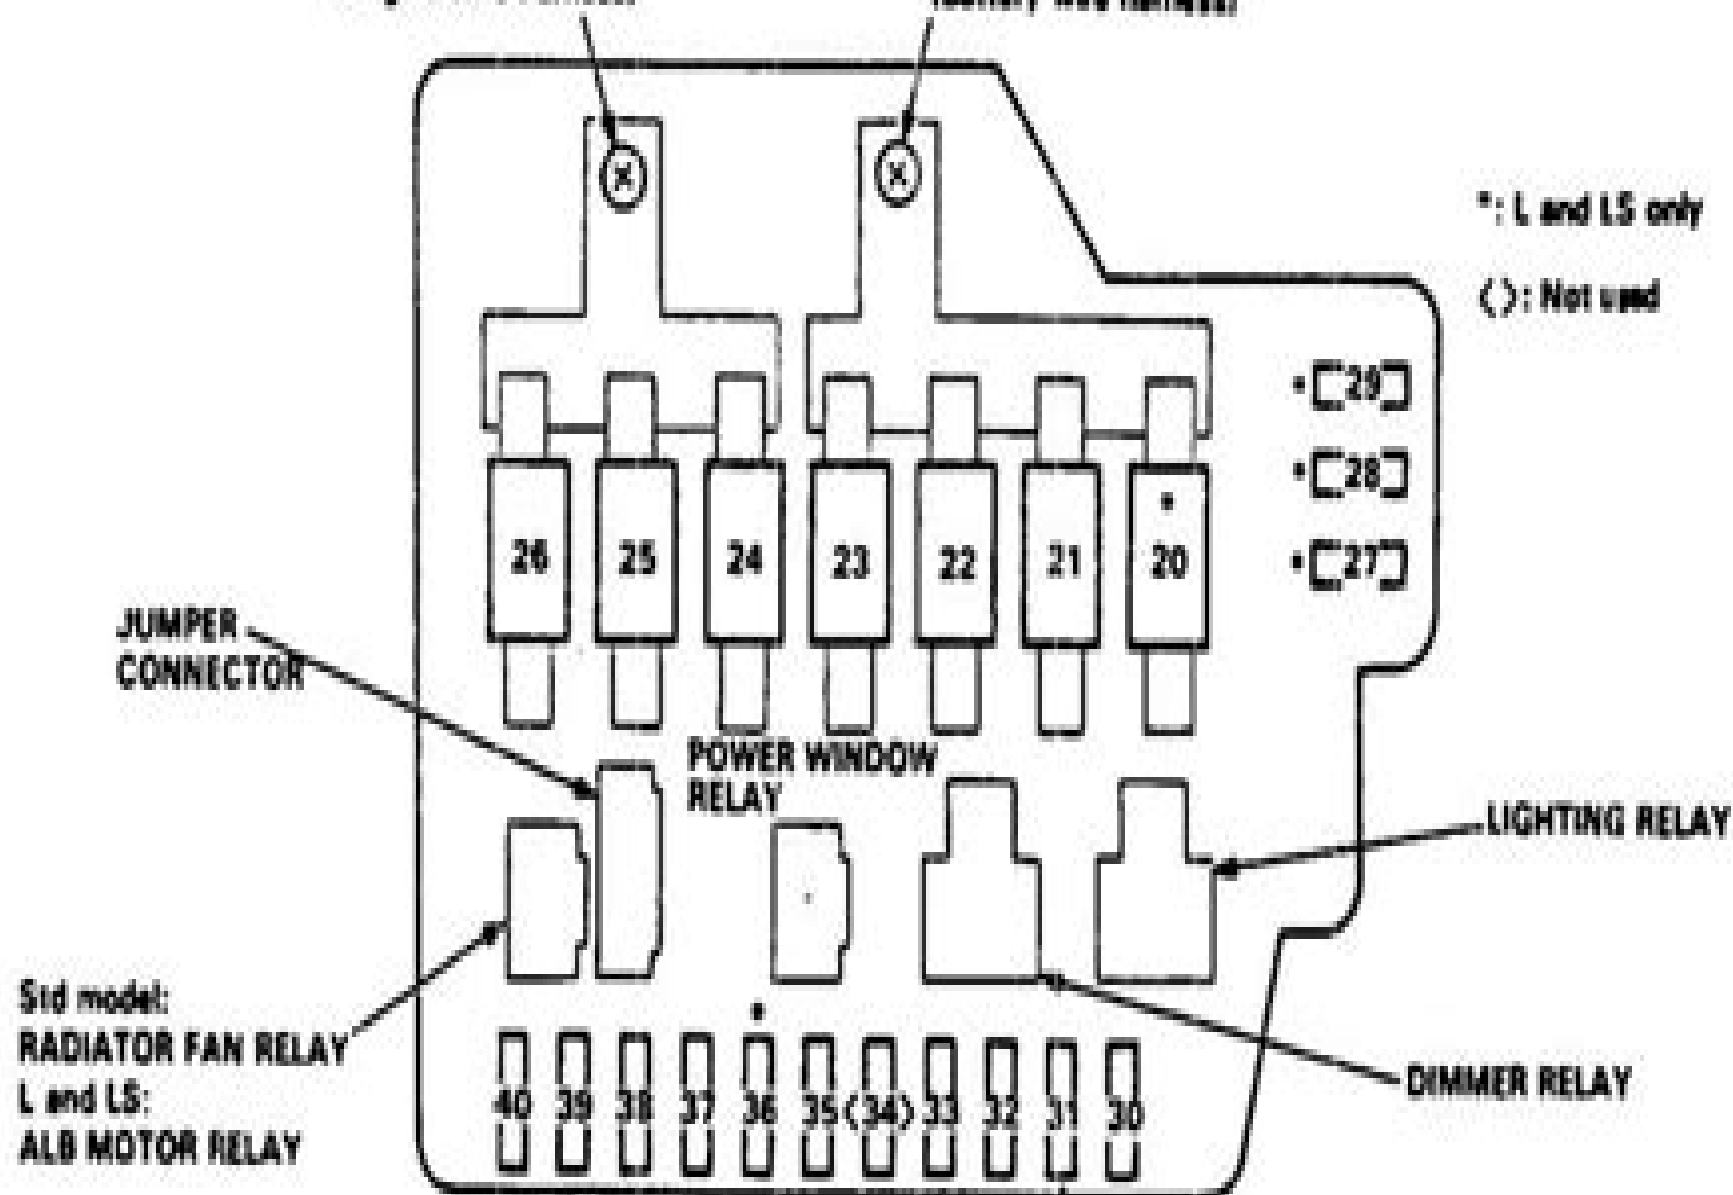 *: L and LS only
< >: Not used
*29
*28
*
26 25 24 23 22 21 20
*27
JUMPER
CONNECTOR
POWER WINDOW
RELAY
LIGHTING RELAY
Std model:
RADIATOR FAN RELAY
L and LS:
ALB MOTOR RELAY
DIMMER RELAY
*
40 39 38 37 36 35 <34> 33 32 31 30